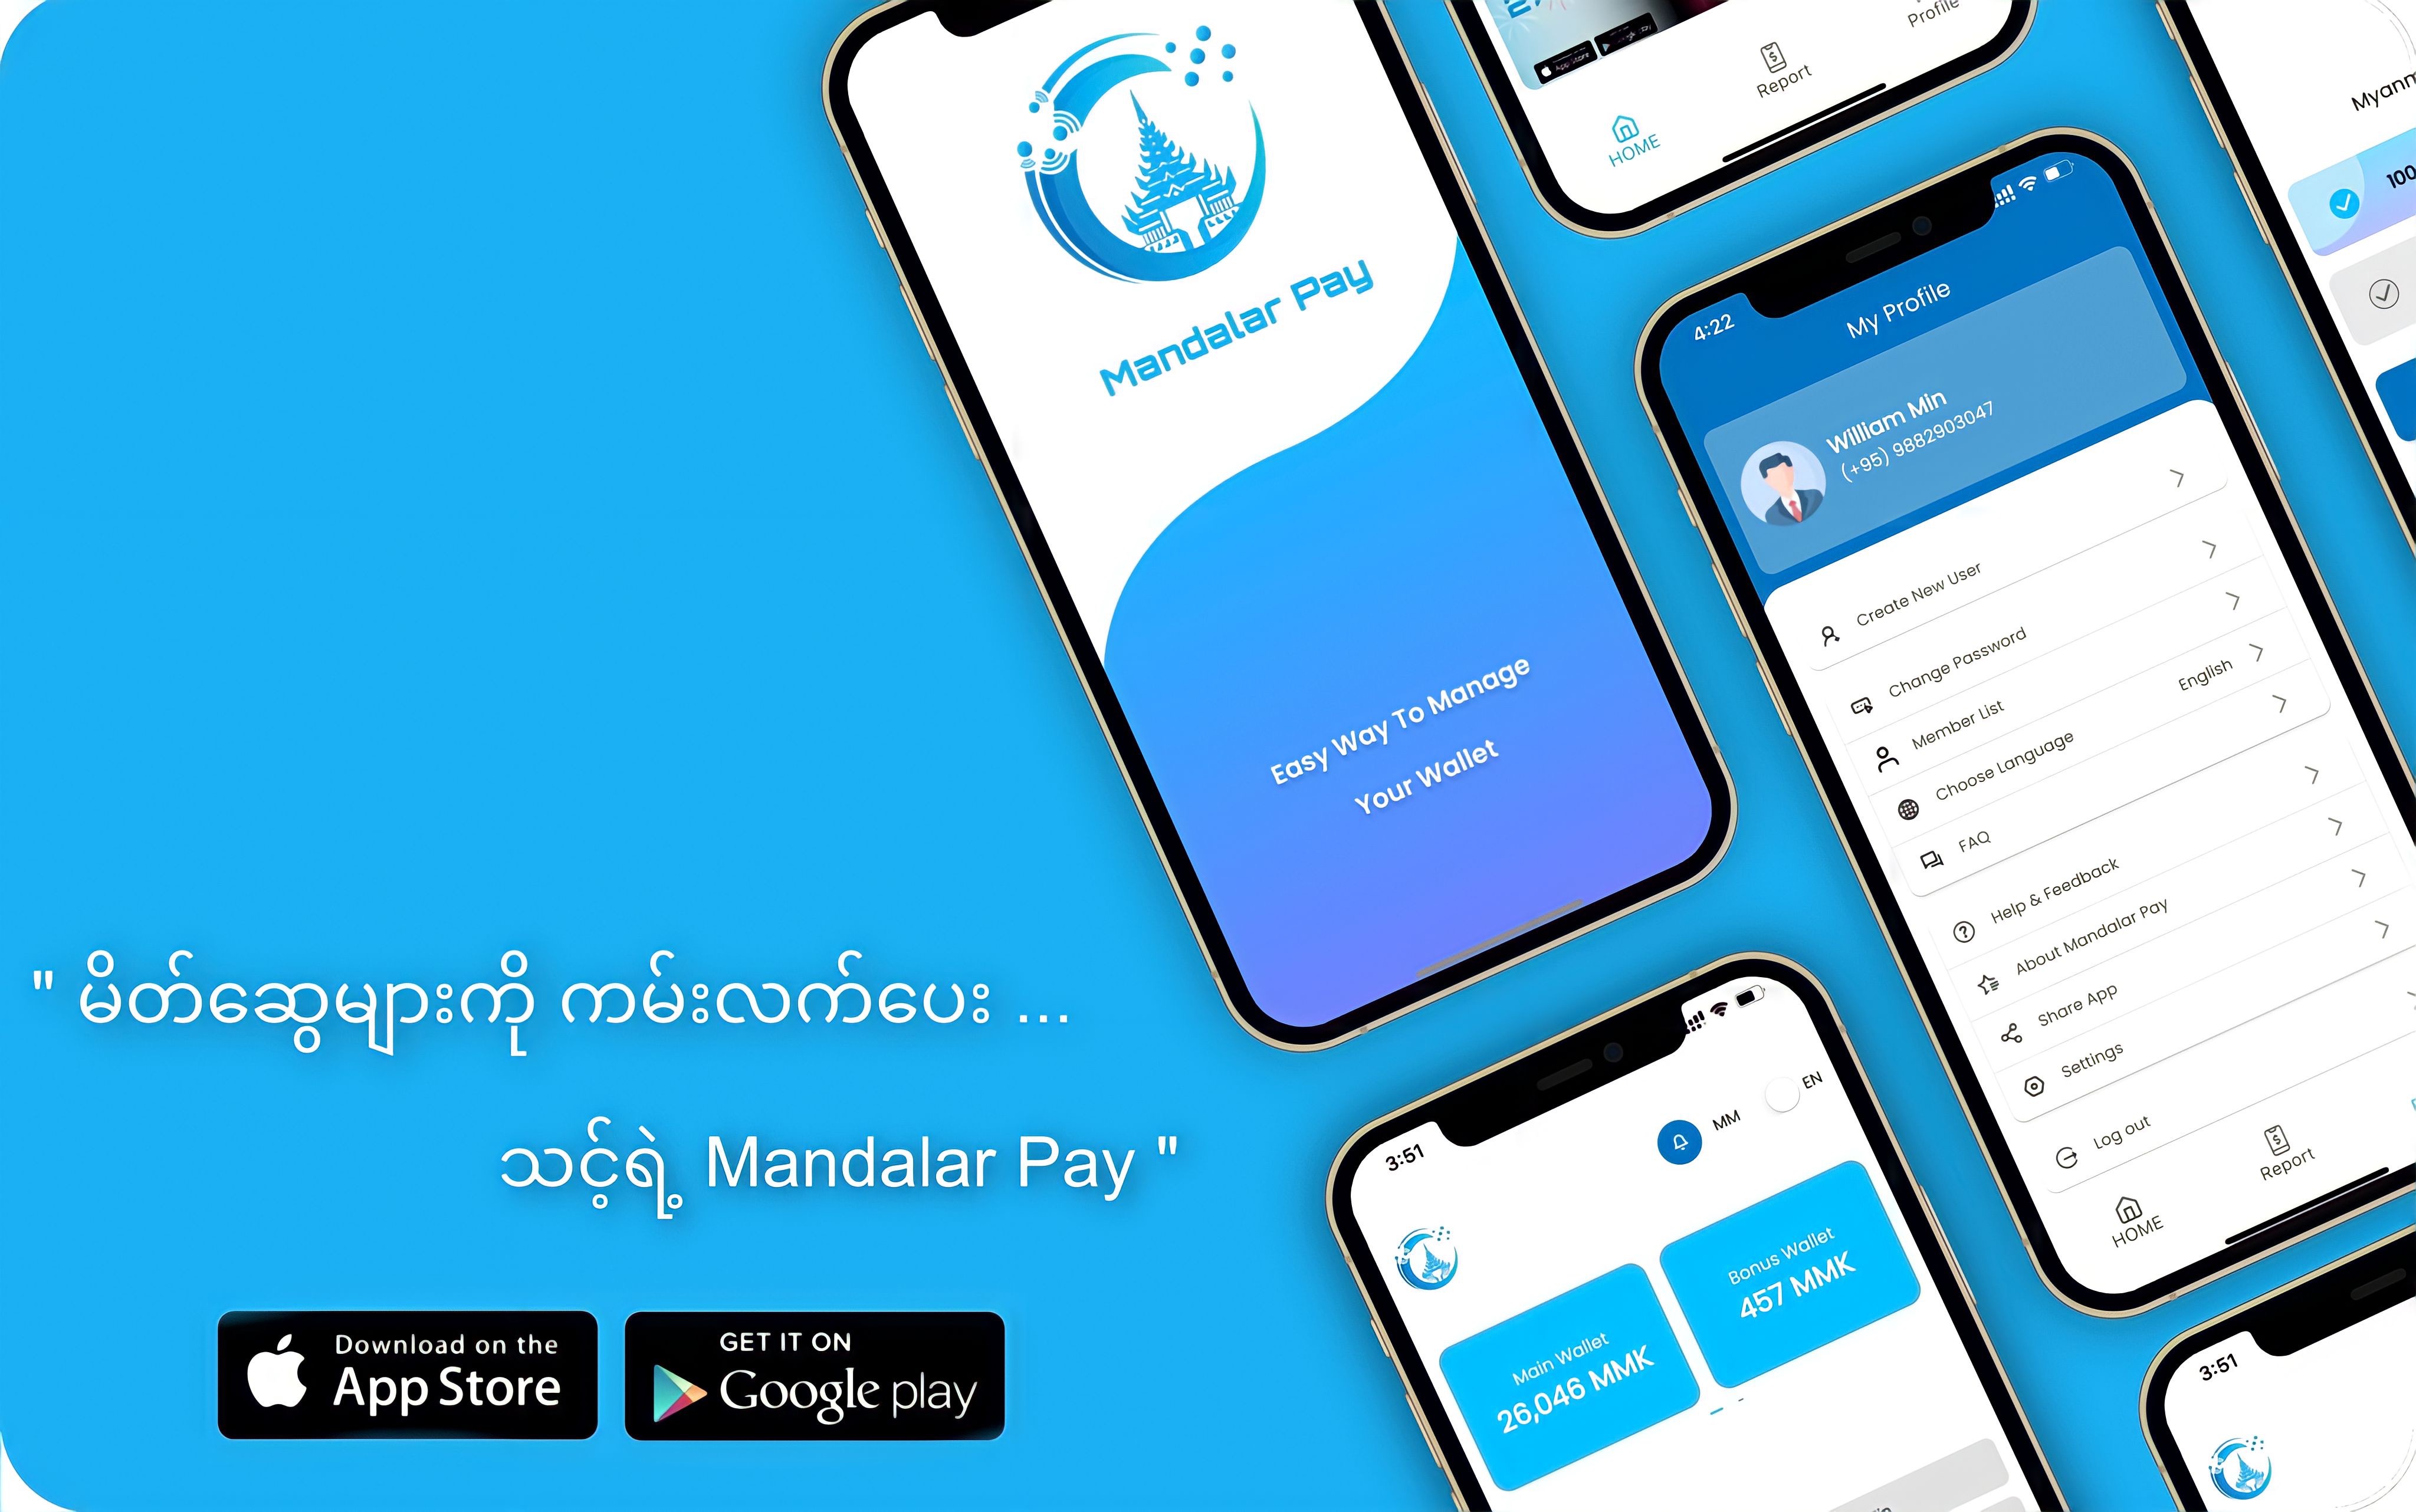 Mandalar Pay
Easy Way To Manage
Your Wallet
" မိတ်ဆွေများကို ကမ်းလက်ပေး ...
သင့်ရဲ့ Mandalar Pay "
Download on the
App Store
GET IT ON
Google play
App Store
HOME
Report
Profile
4:22
My Profile
William Min
(+95) 9882903047
Create New User
Change Password
Member List
Choose Language English
FAQ
Help & Feedback
About Mandalar Pay
Share App
Settings
Log out
HOME
Report
3:51
MM
EN
Main Wallet
26,046 MMK
Bonus Wallet
457 MMK
100
3:51